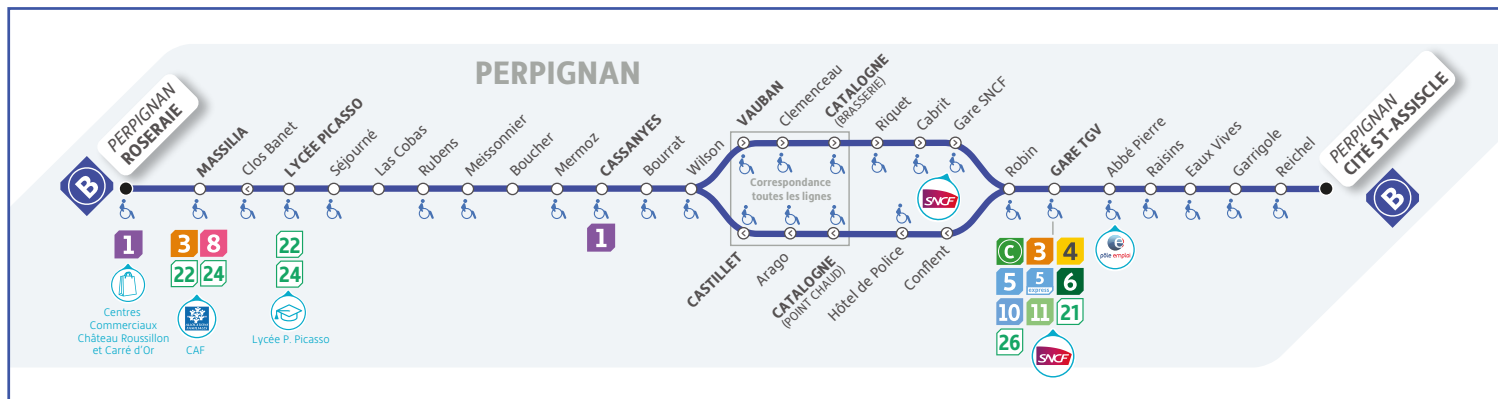 PERPIGNAN
B
PERPIGNAN
ROSERAIE
MASSILIA
Clos Banet
LYCÉE PICASSO
Séjourné
Las Cobas
Rubens
Meissonnier
Boucher
Mermoz
CASSANYES
Bourrat
Wilson
VAUBAN
Clemenceau
CATALOGNE
(BRASSERIE)
Riquet
Cabrit
Gare SNCF
Correspondance
toutes les lignes
CASTILLET
Arago
CATALOGNE
(POINT CHAUD)
Hôtel de Police
Conflent
SNCF
Robin
GARE TGV
Abbé Pierre
Raisins
Eaux Vives
Garrigole
Reichel
PERPIGNAN
CITÉ ST-ASSISCLE
B
1
Centres
Commerciaux
Château Roussillon
et Carré d'Or
3 8
22 24
CAF
22
24
Lycée P. Picasso
1
C 3 4
5 5 express 6
10 11 21
26
SNCF
pôle emploi